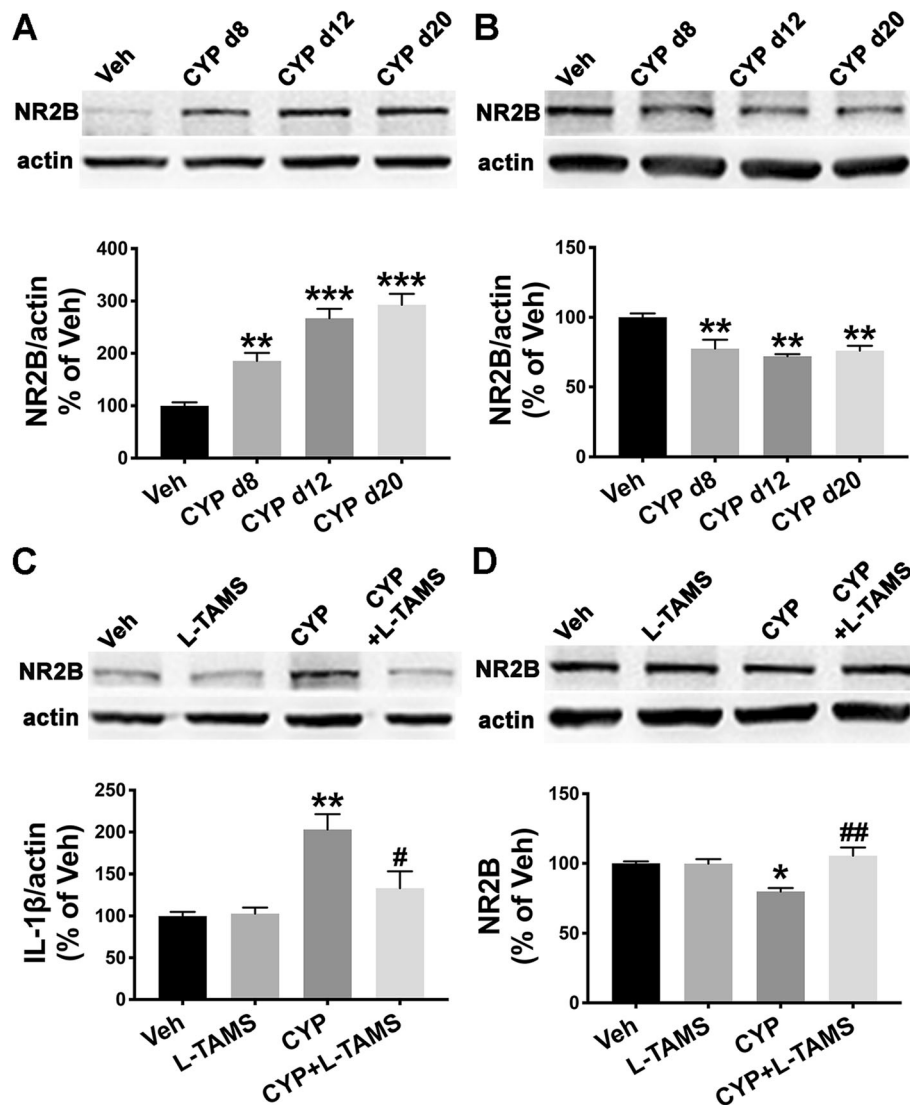 A
Veh CYP d8 CYP d12 CYP d20
NR2B
actin
NR2B/actin
% of Veh)
400
300
200
100
0
** *** ***
Veh CYP d8 CYP d12 CYP d20
B
Veh CYP d8 CYP d12 CYP d20
NR2B
actin
NR2B/actin
(% of Veh)
150
100
50
0
** ** **
Veh CYP d8 CYP d12 CYP d20
C
Veh L-TAMS CYP CYP
+L-TAMS
NR2B
actin
IL-1β/actin
(% of Veh)
250
200
150
100
50
0
** #
Veh L-TAMS CYP CYP+L-TAMS
D
Veh L-TAMS CYP CYP
+L-TAMS
NR2B
actin
NR2B
(% of Veh)
150
100
50
0
* ##
Veh L-TAMS CYP CYP+L-TAMS